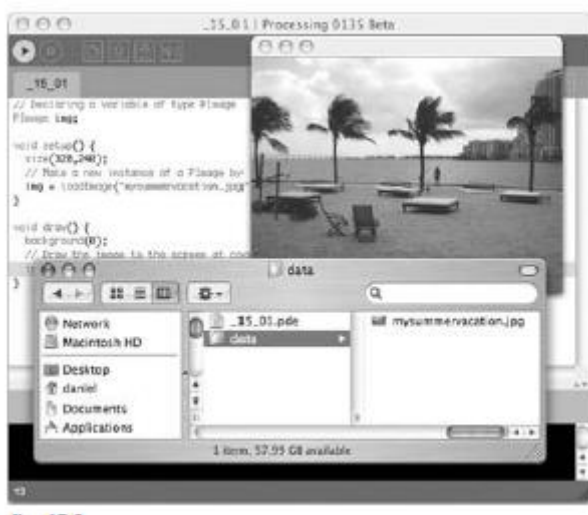 _15_01 | Processing 0135 Beta
_15_01
// Declaring a variable of type PImage
PImage img;
void setup() {
size(320,240);
// Make a new instance of a PImage by
img = loadImage("mysummervacation.jpg"
}
void draw() {
background(0);
// Draw the image to the screen at coo
}
data
Network
Macintosh HD
Desktop
daniel
Documents
Applications
_15_01.pde
data
mysummervacation.jpg
1 item, 57.99 GB available